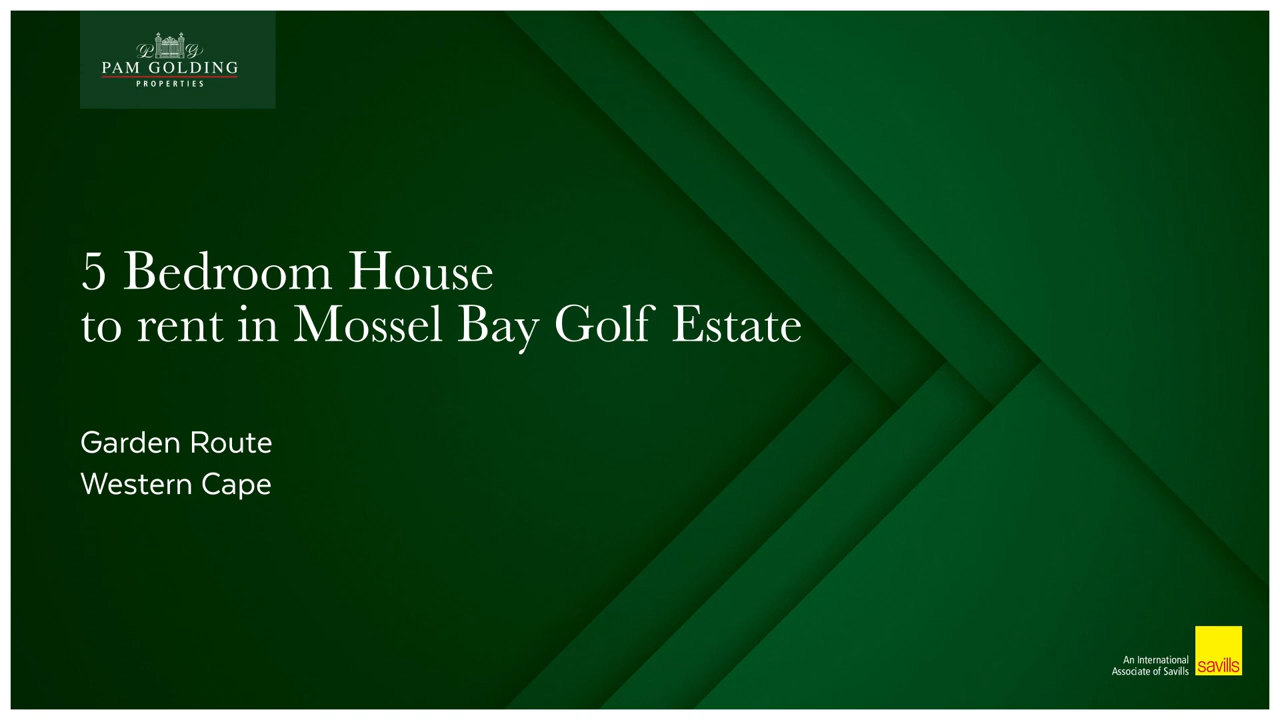 PG
PAM GOLDING
PROPERTIES
5 Bedroom House
to rent in Mossel Bay Golf Estate
Garden Route
Western Cape
An International
Associate of Savills
savills